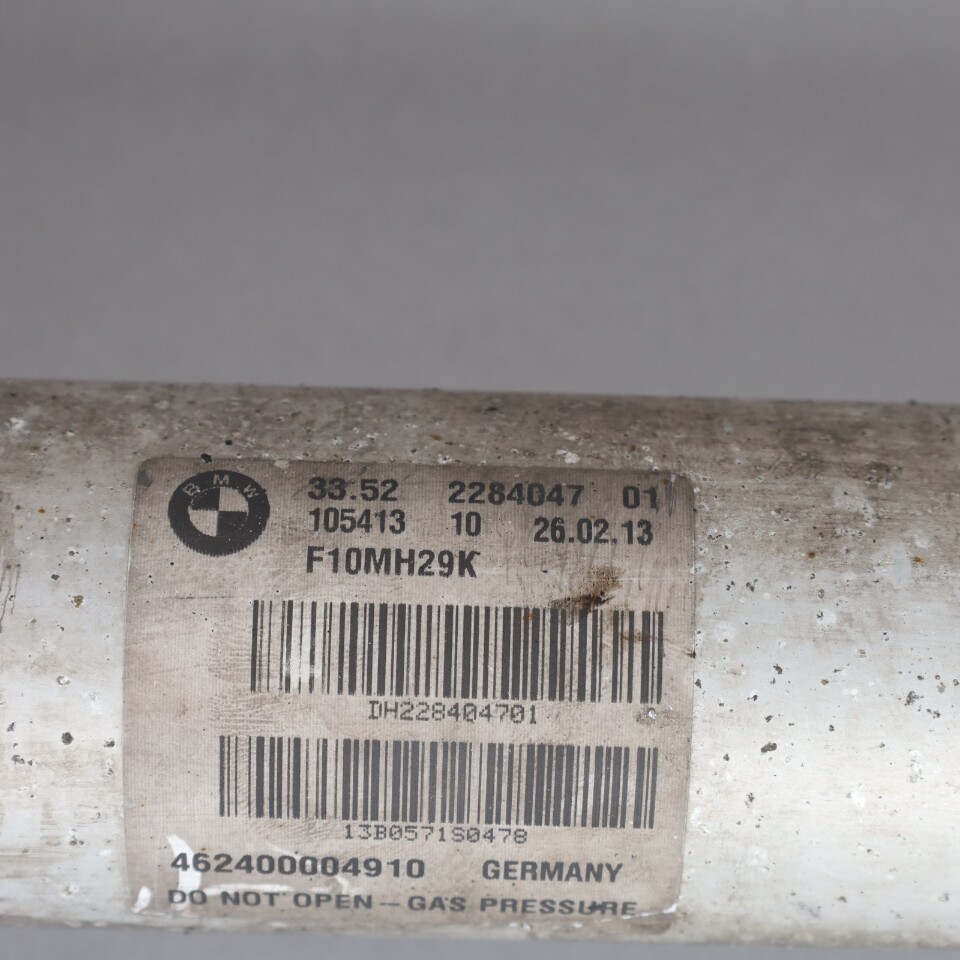 BMW
33.52 2284047 01
105413 10 26.02.13
F10MH29K
DH228404701
13B0571S0478
462400004910 GERMANY
DO NOT OPEN – GAS PRESSURE